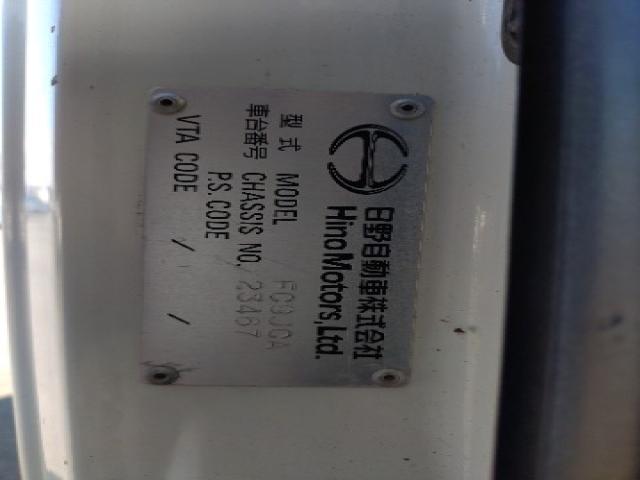 日野自動車株式会社
Hino Motors, Ltd.
型式 MODEL FC9JCA
車台番号 CHASSIS NO. 23467
P.S. CODE
VTA CODE / /